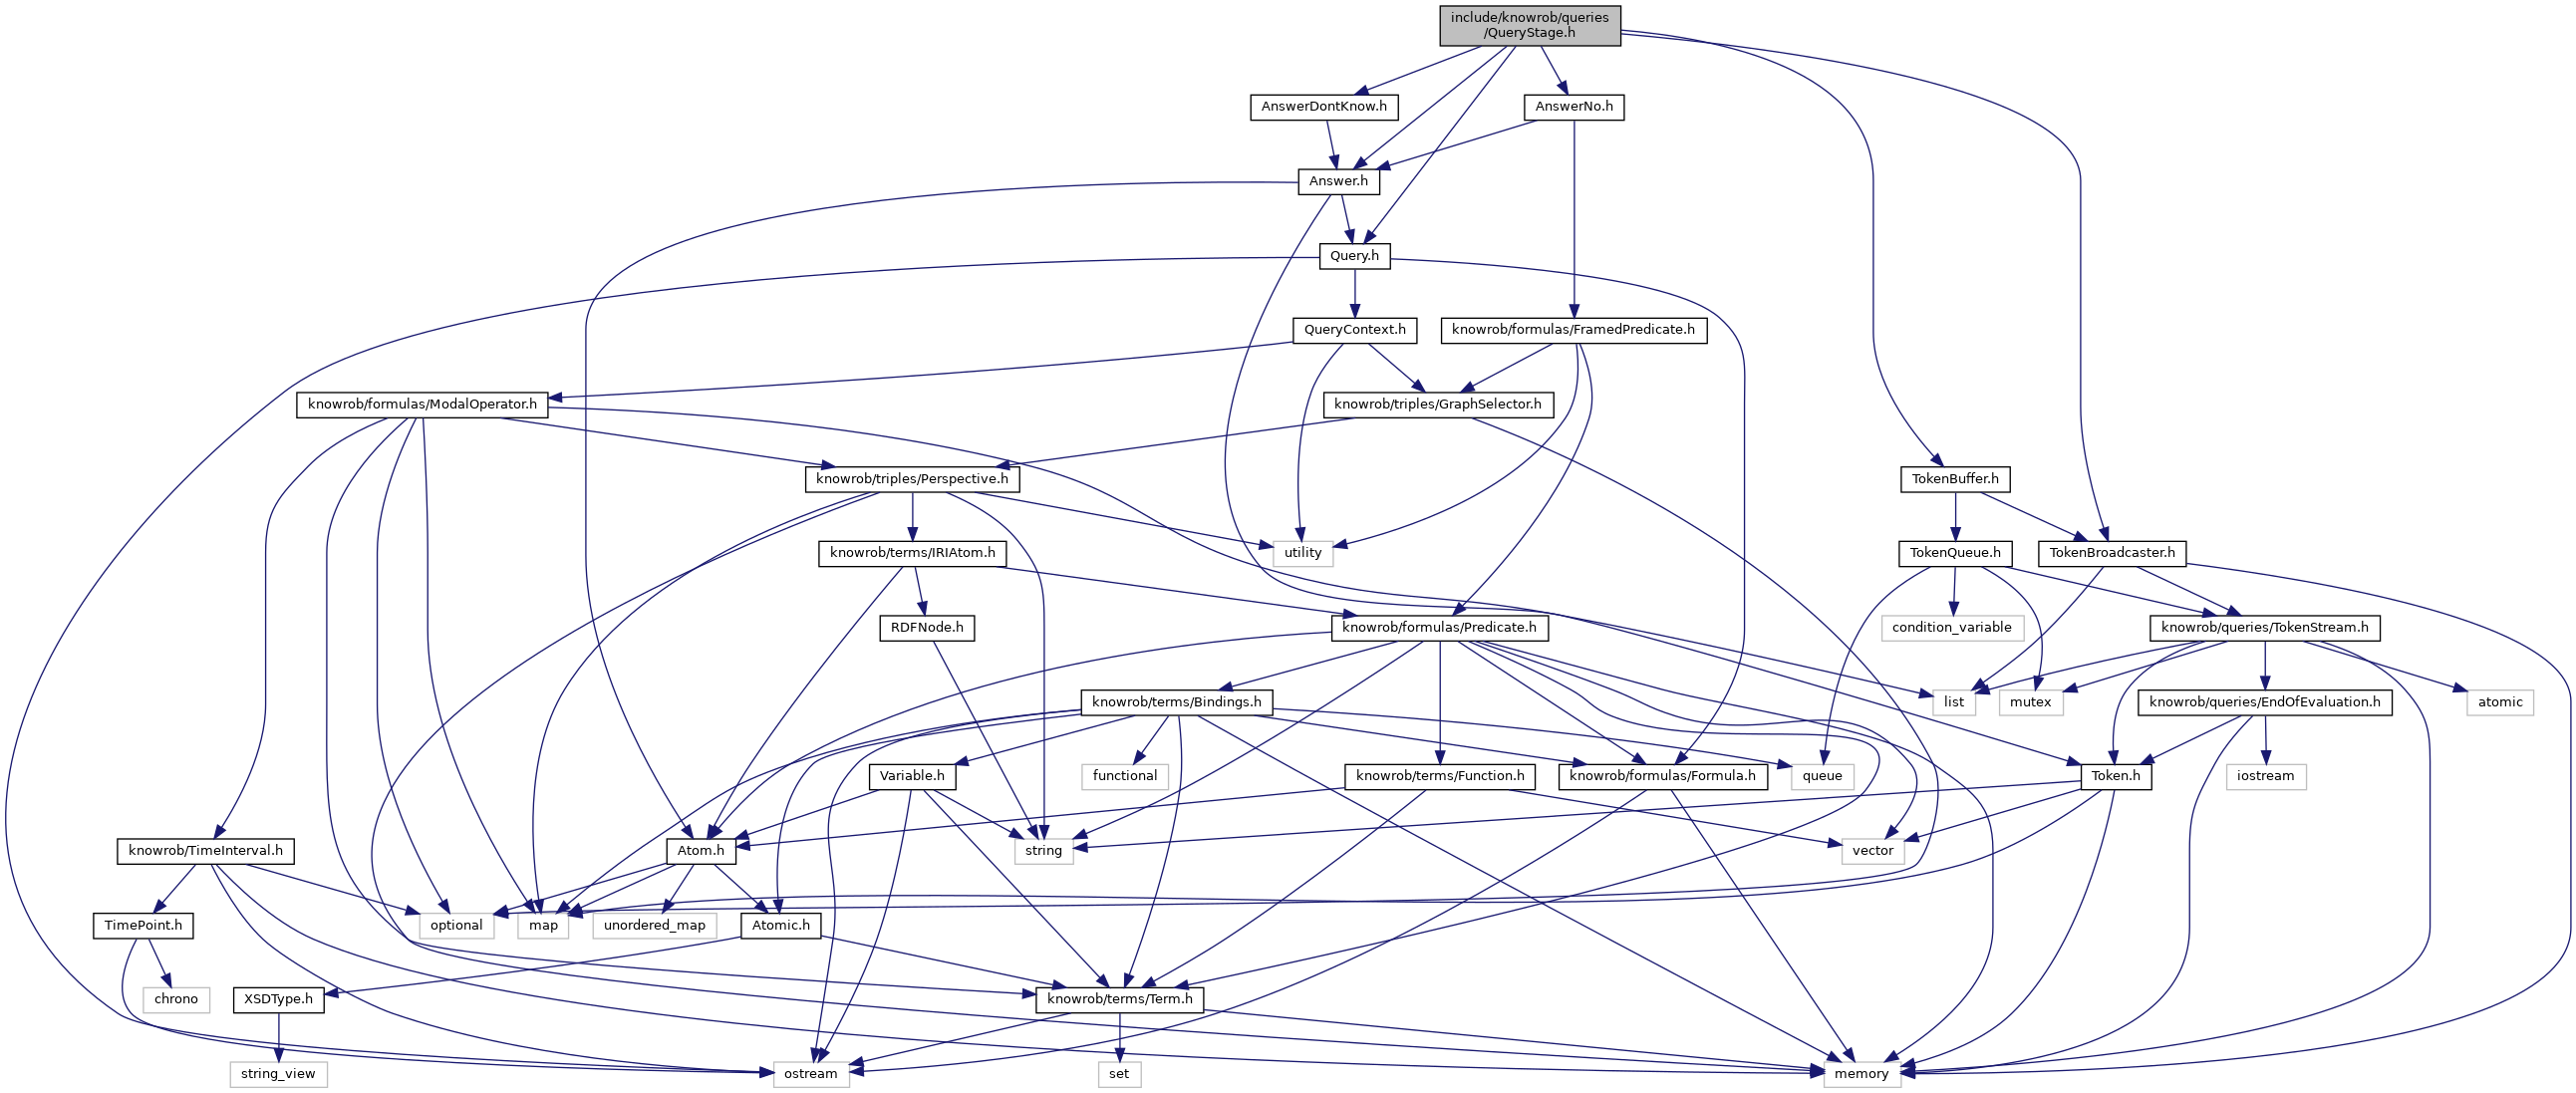 include/knowrob/queries
/QueryStage.h
AnswerDontKnow.h
AnswerNo.h
Answer.h
Query.h
QueryContext.h
knowrob/formulas/FramedPredicate.h
knowrob/formulas/ModalOperator.h
knowrob/triples/GraphSelector.h
knowrob/triples/Perspective.h
TokenBuffer.h
knowrob/terms/IRIAtom.h
utility
TokenQueue.h
TokenBroadcaster.h
RDFNode.h
knowrob/formulas/Predicate.h
condition_variable
knowrob/queries/TokenStream.h
knowrob/terms/Bindings.h
list
mutex
knowrob/queries/EndOfEvaluation.h
atomic
Variable.h
functional
knowrob/terms/Function.h
knowrob/formulas/Formula.h
queue
Token.h
iostream
knowrob/TimeInterval.h
Atom.h
string
vector
TimePoint.h
optional
map
unordered_map
Atomic.h
chrono
XSDType.h
knowrob/terms/Term.h
string_view
ostream
set
memory